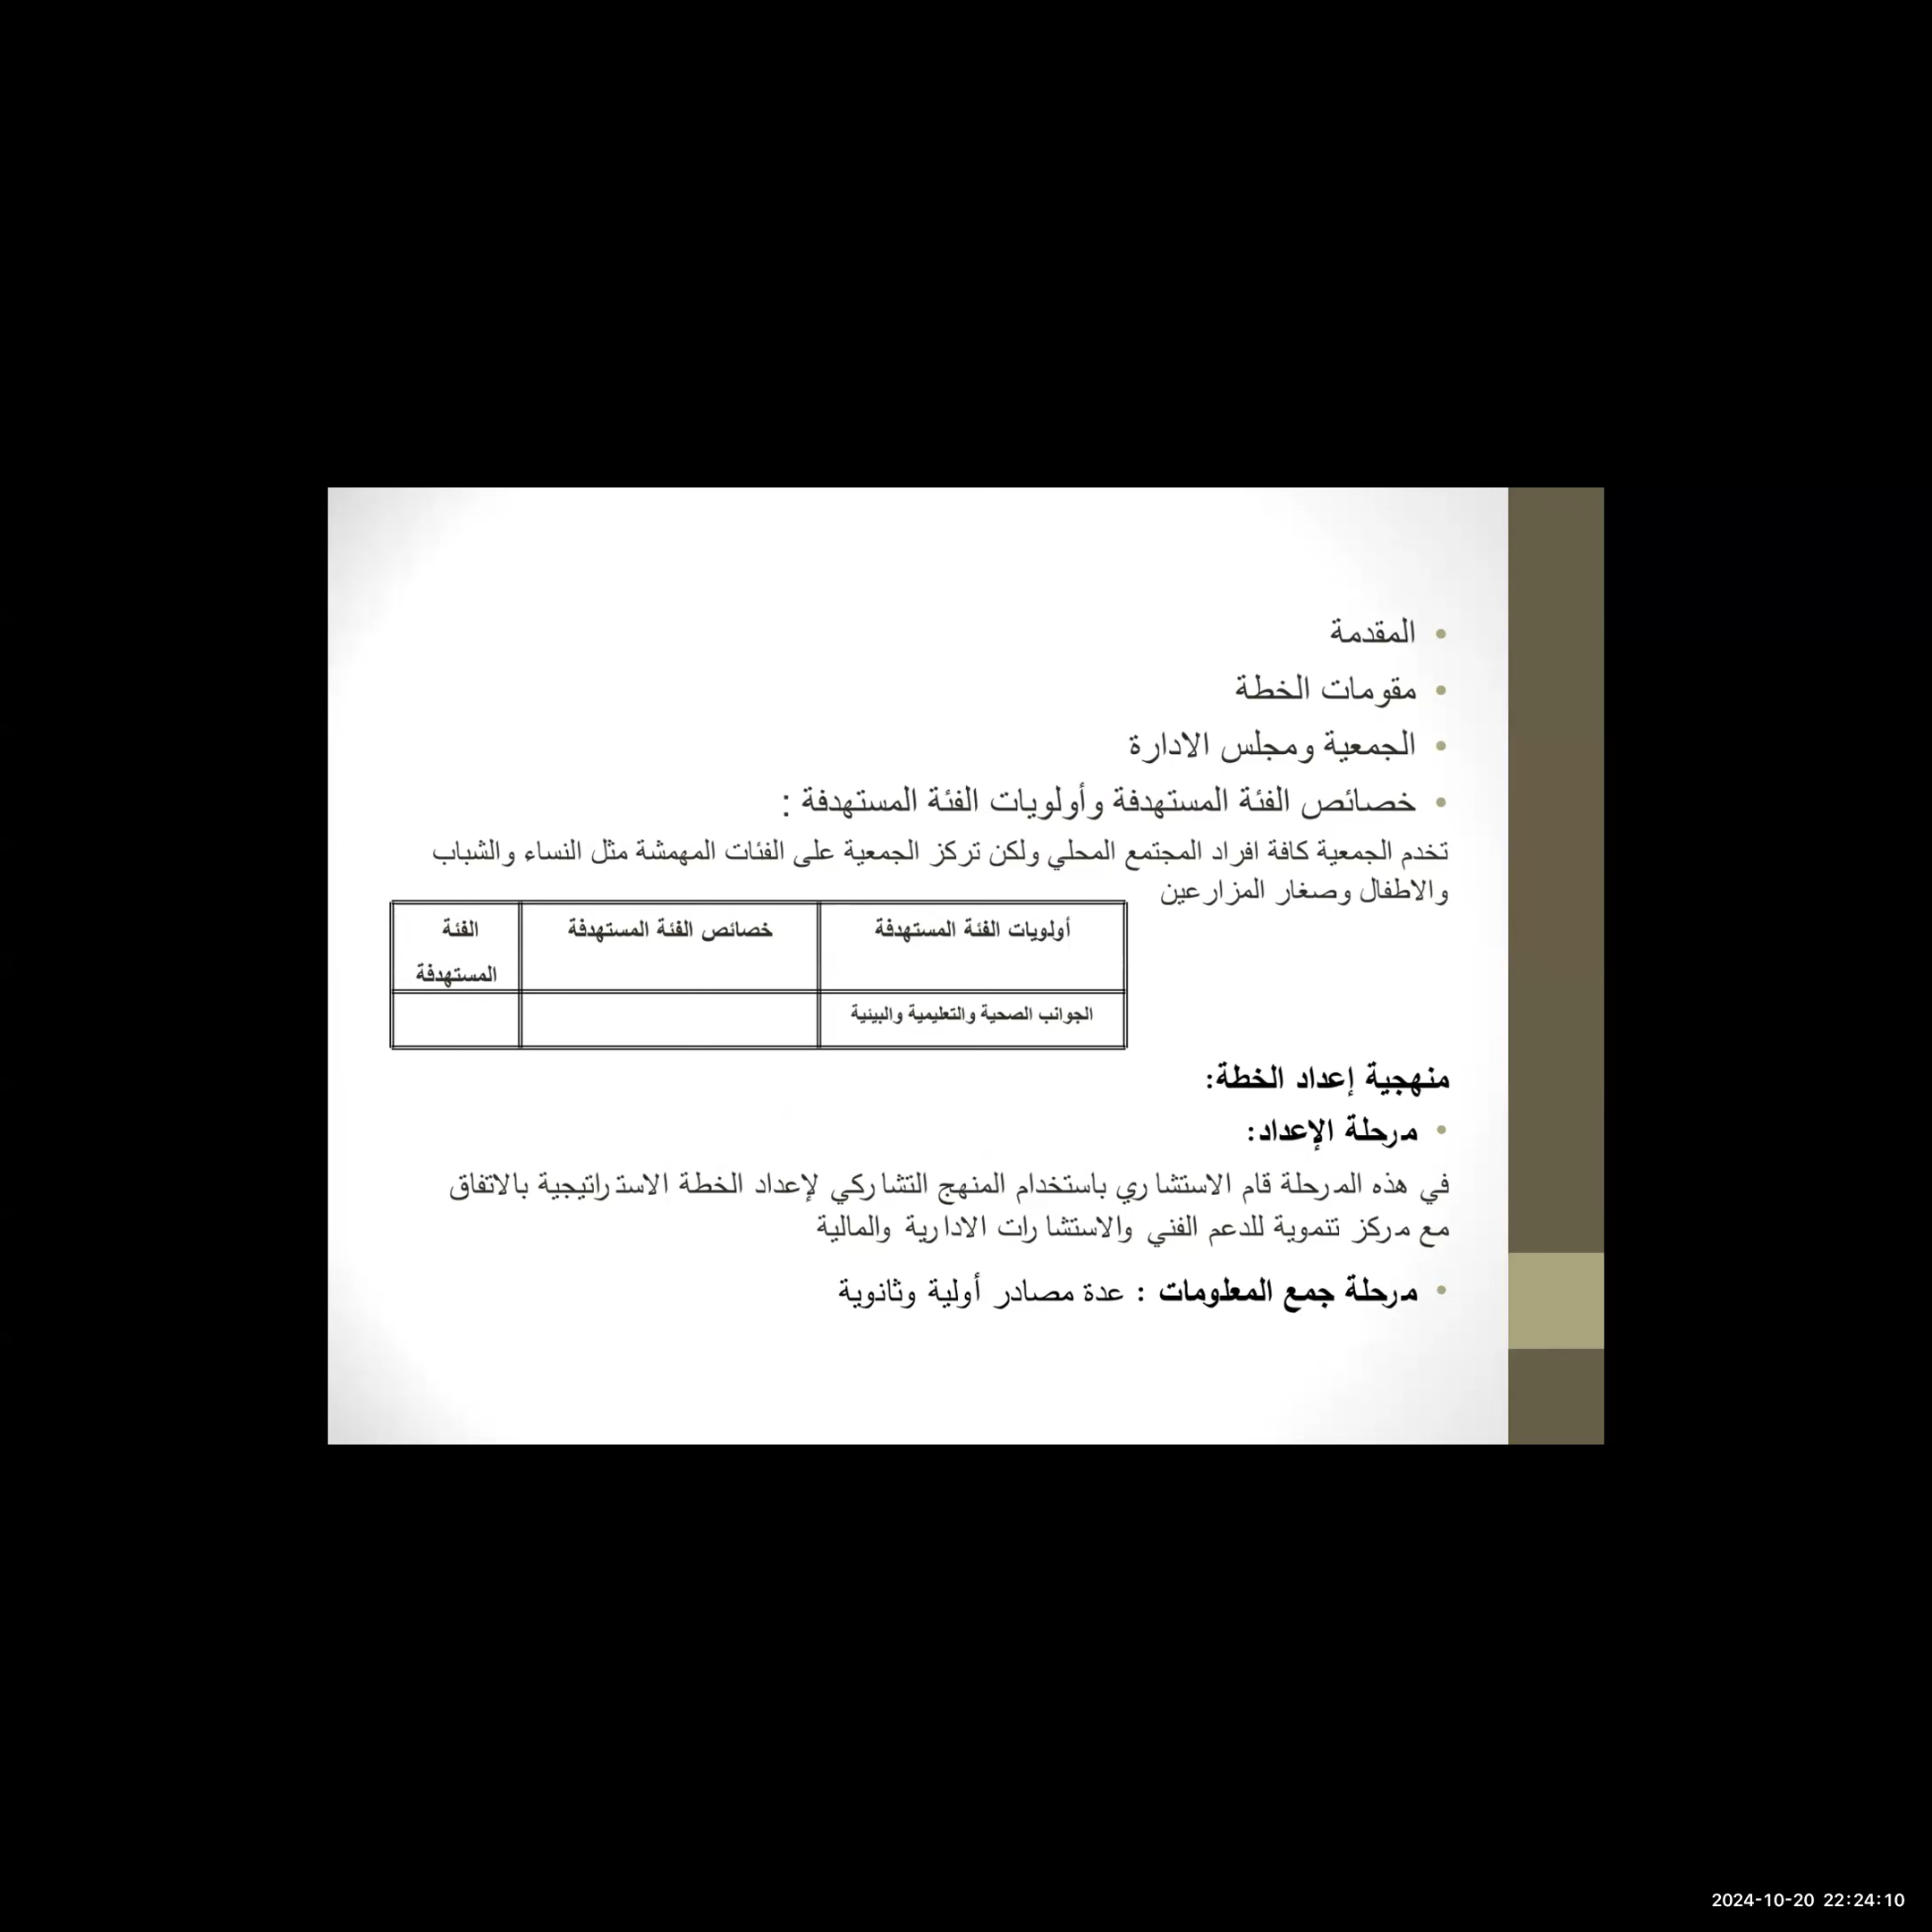 المقدمة
مقومات الخطة
الجمعية ومجلس الادارة
خصائص الفئة المستهدفة وأولويات الفئة المستهدفة :
تخدم الجمعية كافة افراد المجتمع المحلي ولكن تركز الجمعية على الفئات المهمشة مثل النساء والشباب
والاطفال وصغار المزارعين
أولويات الفئة المستهدفة خصائص الفئة المستهدفة الفئة
المستهدفة
الجوانب الصحية والتعليمية والبيئية
منهجية إعداد الخطة:
مرحلة الإعداد:
في هذه المرحلة قام الاستشاري باستخدام المنهج التشاركي لإعداد الخطة الاستراتيجية بالاتفاق
مع مركز تنموية للدعم الفني والاستشارات الادارية والمالية
مرحلة جمع المعلومات : عدة مصادر أولية وثانوية
2024-10-20 22:24:10